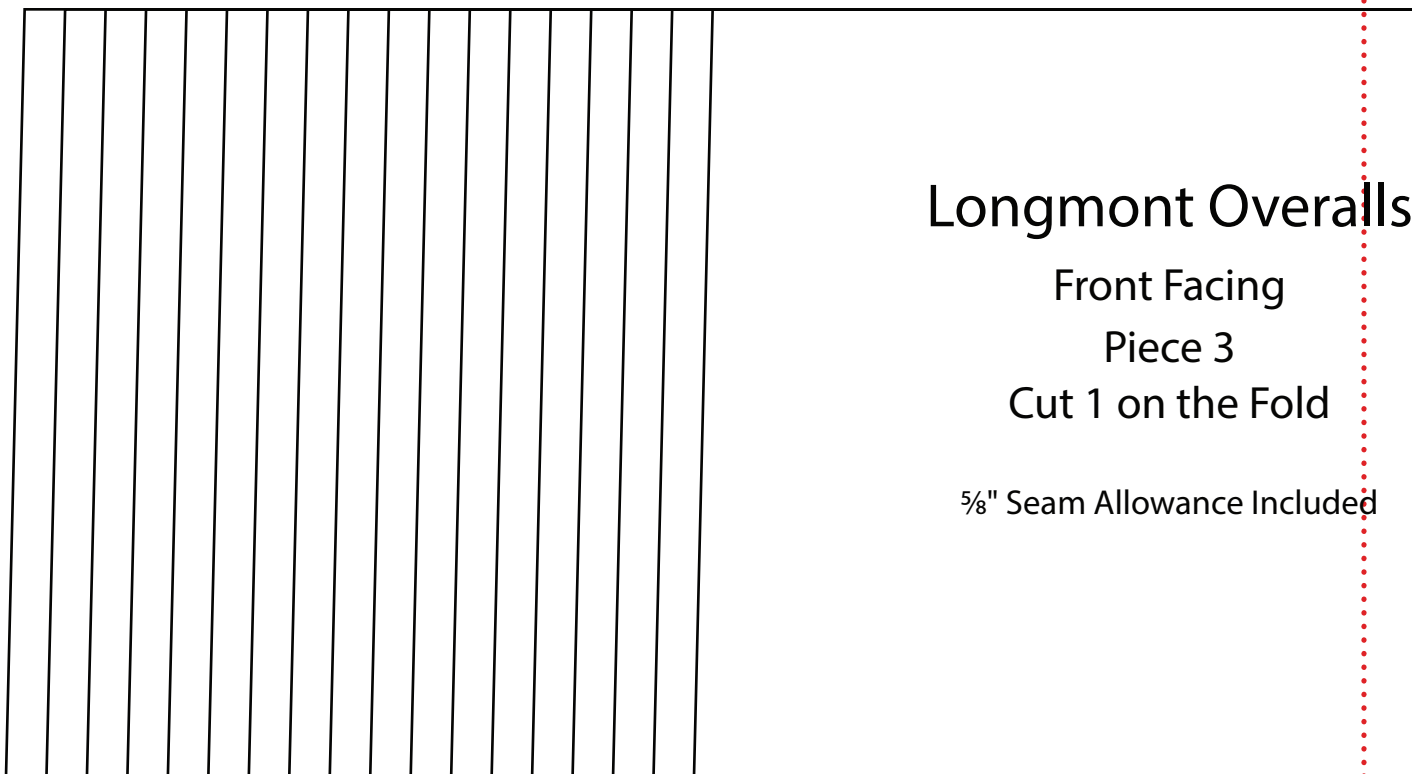 Longmont Overalls
Front Facing
Piece 3
Cut 1 on the Fold
⅝" Seam Allowance Included